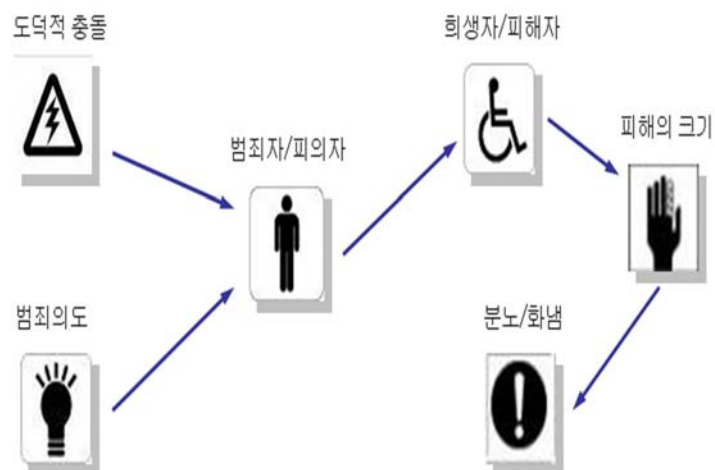 도덕적 충돌
희생자/피해자
피해의 크기
범죄자/피의자
범죄의도
분노/화냄